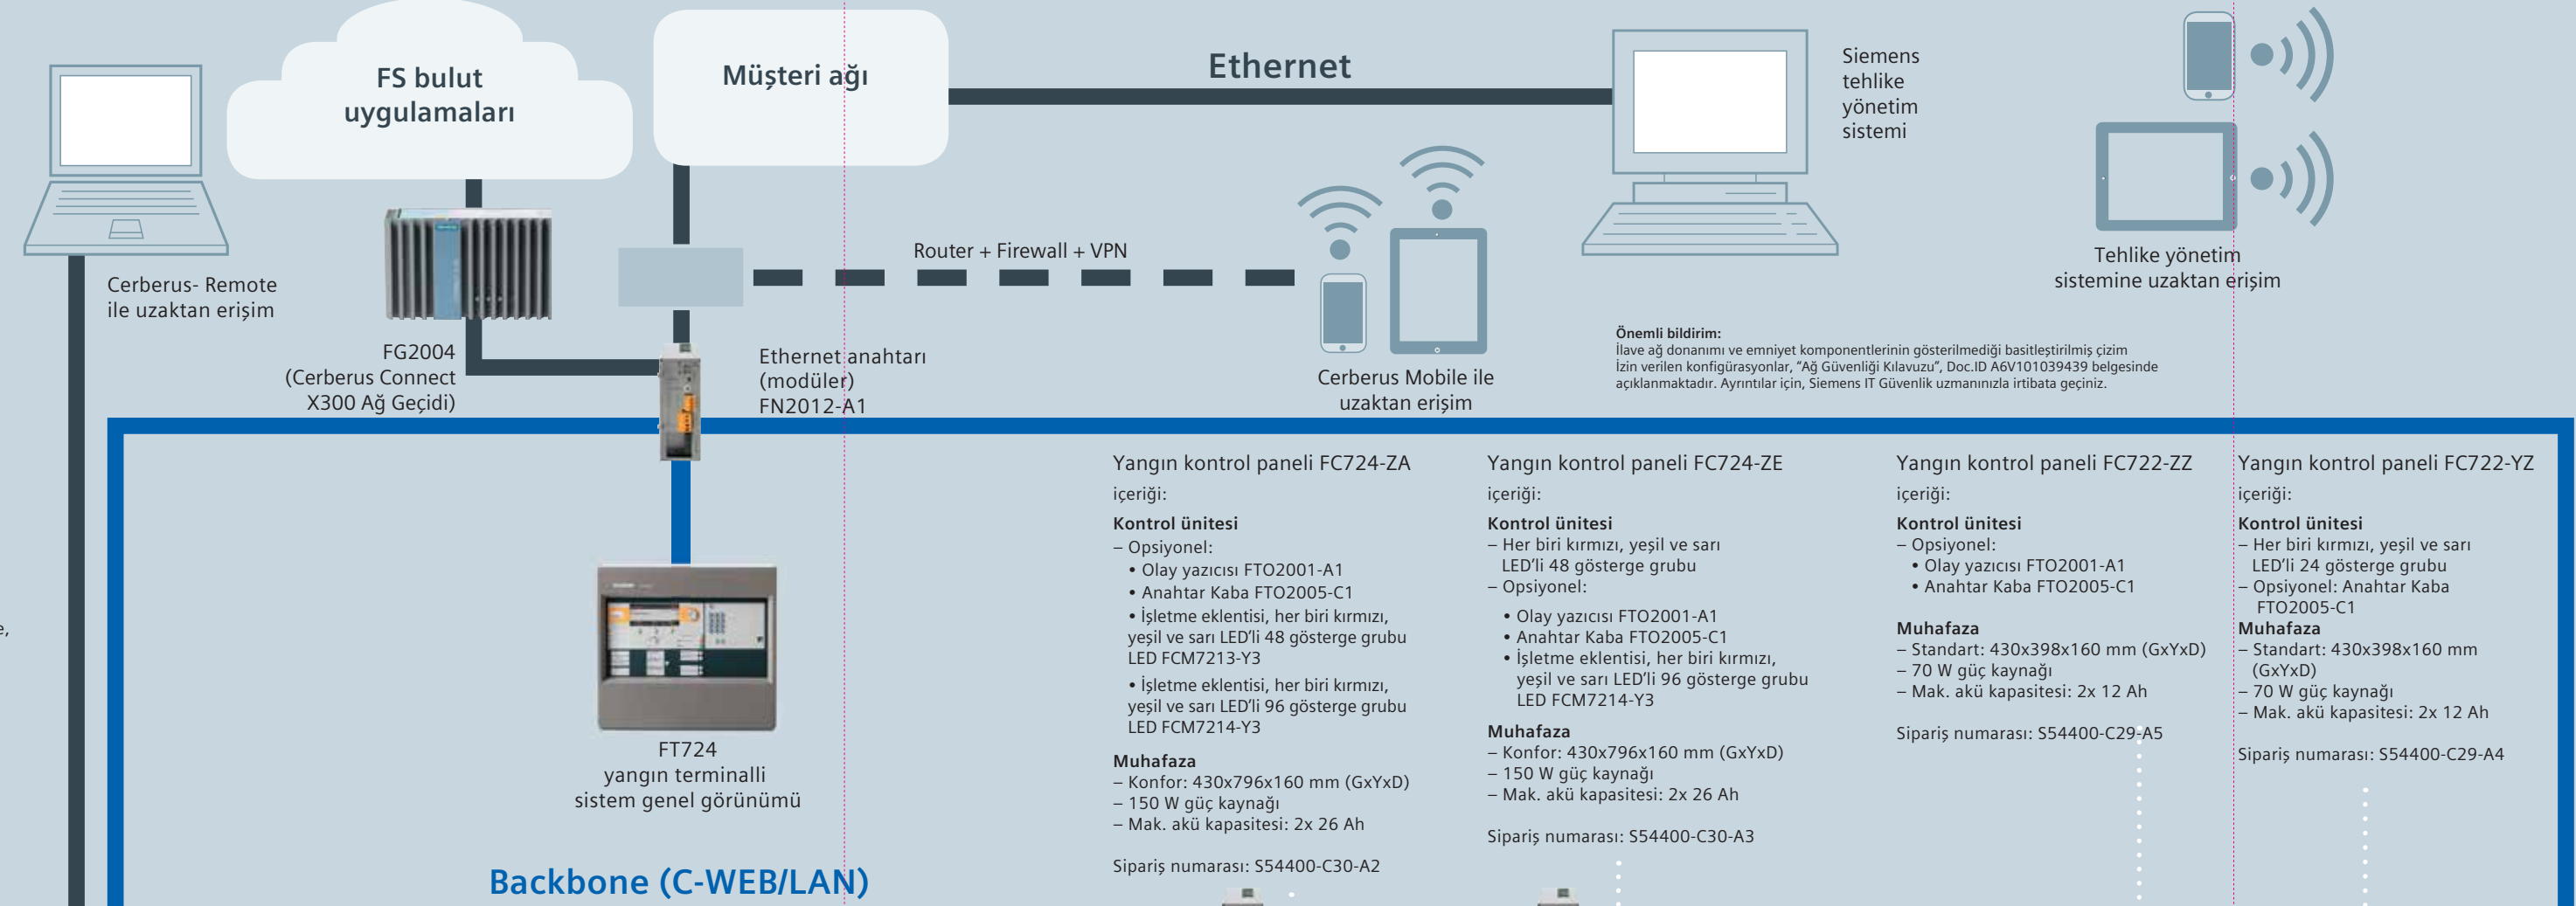 FS bulut
uygulamaları
Müşteri ağı
Ethernet
Siemens
tehlike
yönetim
sistemi
Cerberus- Remote
ile uzaktan erişim
Router + Firewall + VPN
Tehlike yönetim
sistemine uzaktan erişim
FG2004
(Cerberus Connect
X300 Ağ Geçidi)
Ethernet anahtarı
(modüler)
FN2012-A1
Cerberus Mobile ile
uzaktan erişim
Önemli bildirim:
İlave ağ donanımı ve emniyet komponentlerinin gösterilmediği basitleştirilmiş çizim
İzin verilen konfigürasyonlar, “Ağ Güvenliği Kılavuzu”, Doc.ID A6V101039439 belgesinde
açıklanmaktadır. Ayrıntılar için, Siemens IT Güvenlik uzmanınızla irtibata geçiniz.
FT724
yangın terminalli
sistem genel görünümü
Backbone (C-WEB/LAN)
Yangın kontrol paneli FC724-ZA
içeriği:
Kontrol ünitesi
– Opsiyonel:
• Olay yazıcısı FTO2001-A1
• Anahtar Kaba FTO2005-C1
• İşletme eklentisi, her biri kırmızı,
yeşil ve sarı LED’li 48 gösterge grubu
LED FCM7213-Y3
• İşletme eklentisi, her biri kırmızı,
yeşil ve sarı LED’li 96 gösterge grubu
LED FCM7214-Y3
Muhafaza
– Konfor: 430x796x160 mm (GxYxD)
– 150 W güç kaynağı
– Mak. akü kapasitesi: 2x 26 Ah
Sipariş numarası: S54400-C30-A2
Yangın kontrol paneli FC724-ZE
içeriği:
Kontrol ünitesi
– Her biri kırmızı, yeşil ve sarı
LED’li 48 gösterge grubu
– Opsiyonel:
• Olay yazıcısı FTO2001-A1
• Anahtar Kaba FTO2005-C1
• İşletme eklentisi, her biri kırmızı,
yeşil ve sarı LED’li 96 gösterge grubu
LED FCM7214-Y3
Muhafaza
– Konfor: 430x796x160 mm (GxYxD)
– 150 W güç kaynağı
– Mak. akü kapasitesi: 2x 26 Ah
Sipariş numarası: S54400-C30-A3
Yangın kontrol paneli FC722-ZZ
içeriği:
Kontrol ünitesi
– Opsiyonel:
• Olay yazıcısı FTO2001-A1
• Anahtar Kaba FTO2005-C1
Muhafaza
– Standart: 430x398x160 mm (GxYxD)
– 70 W güç kaynağı
– Mak. akü kapasitesi: 2x 12 Ah
Sipariş numarası: S54400-C29-A5
Yangın kontrol paneli FC722-YZ
içeriği:
Kontrol ünitesi
– Her biri kırmızı, yeşil ve sarı
LED’li 24 gösterge grubu
– Opsiyonel: Anahtar Kaba
FTO2005-C1
Muhafaza
– Standart: 430x398x160 mm
(GxYxD)
– 70 W güç kaynağı
– Mak. akü kapasitesi: 2x 12 Ah
Sipariş numarası: S54400-C29-A4